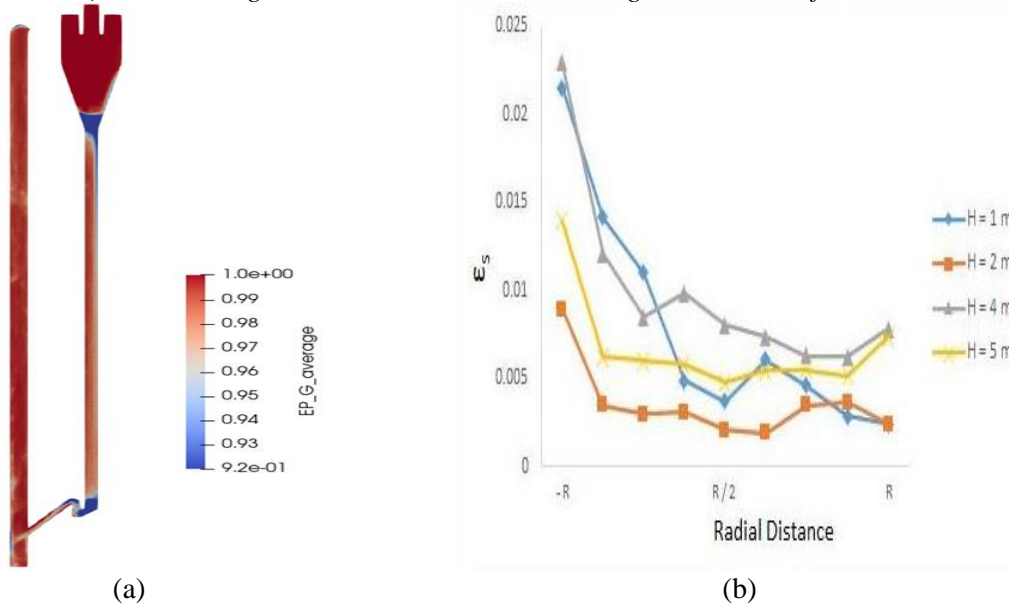 0.025
0.02
0.015
0.01
0.005
0
εs
-R
R/2
R
Radial Distance
H = 1 m
H = 2 m
H = 4 m
H = 5 m
1.0e+00
0.99
0.98
0.97
0.96
0.95
0.94
0.93
9.2e-01
EP_G_average
(a)
(b)